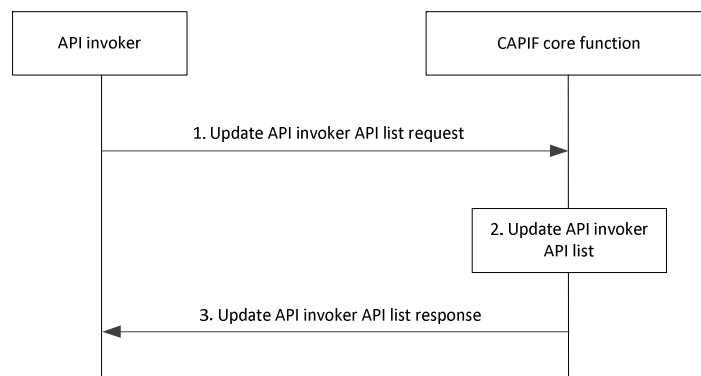 API invoker
CAPIF core function
1. Update API invoker API list request
2. Update API invoker
API list
3. Update API invoker API list response